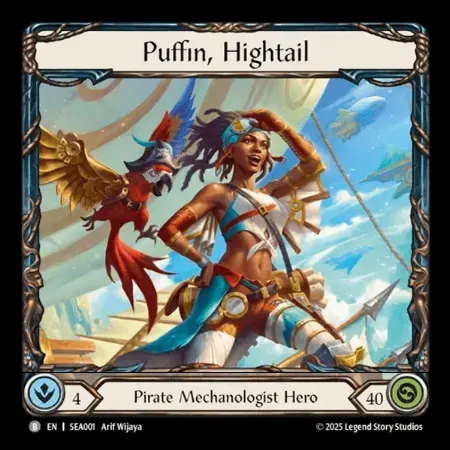 Puffin, Hightail
4
Pirate Mechanologist Hero
40
B EN | SEA001 Arif Wijaya
© 2025 Legend Story Studios